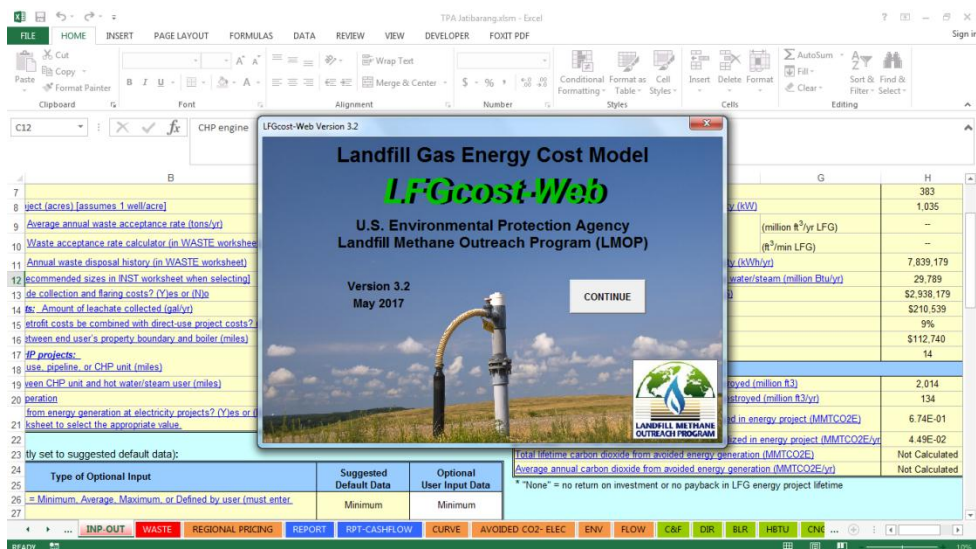 TPA Jatibarang.xlsm - Excel
FILE HOME INSERT PAGE LAYOUT FORMULAS DATA REVIEW VIEW DEVELOPER FOXIT PDF Sign in
Cut
Copy
Format Painter
Paste
B I U
Wrap Text
Merge & Center
$ - % ,
Conditional Formatting
Format as Table
Cell Styles
Insert Delete Format
AutoSum
Fill
Clear
Sort & Filter
Find & Select
Clipboard Font Alignment Number Styles Cells Editing
C12 fx CHP engine
LFGcost-Web Version 3.2
Landfill Gas Energy Cost Model
LFGcost-Web
U.S. Environmental Protection Agency
Landfill Methane Outreach Program (LMOP)
Version 3.2
May 2017
CONTINUE
LANDFILL METHANE
OUTREACH PROGRAM
B G H
7 383
8 ject (acres) [assumes 1 well/acre] (kW) 1,035
9 Average annual waste acceptance rate (tons/yr) (million ft3/yr LFG) --
10 Waste acceptance rate calculator (in WASTE workshee (ft3/min LFG) --
11 Annual waste disposal history (in WASTE worksheet) (kWh/yr) 7,839,179
12 ecommended sizes in INST worksheet when selecting] water/steam (million Btu/yr) 29,789
13 de collection and flaring costs? (Y)es or (N)o $2,938,179
14 ts: Amount of leachate collected (gal/yr) $210,539
15 etrofit costs be combined with direct-use project costs? 9%
16 etween end user's property boundary and boiler (miles) $112,740
17 HP projects: 14
18 use, pipeline, or CHP unit (miles)
19 veen CHP unit and hot water/steam user (miles) royed (million ft3) 2,014
20 peration stroyed (million ft3/yr) 134
from energy generation at electricity projects? (Y)es or (
21 ksheet to select the appropriate value. ed in energy project (MMTCO2E) 6.74E-01
22 lized in energy project (MMTCO2E/yr 4.49E-02
23 tly set to suggested default data): Total lifetime carbon dioxide from avoided energy generation (MMTCO2E) Not Calculated
24 Average annual carbon dioxide from avoided energy generation (MMTCO2E/yr) Not Calculated
Type of Optional Input Suggested Default Data Optional User Input Data
25 * "None" = no return on investment or no payback in LFG energy project lifetime
26 = Minimum, Average, Maximum, or Defined by user (must enter Minimum Minimum
27
... INP-OUT WASTE REGIONAL PRICING REPORT RPT-CASHFLOW CURVE AVOIDED CO2- ELEC ENV FLOW C&F DIR BLR HBTU CNG ...
READY